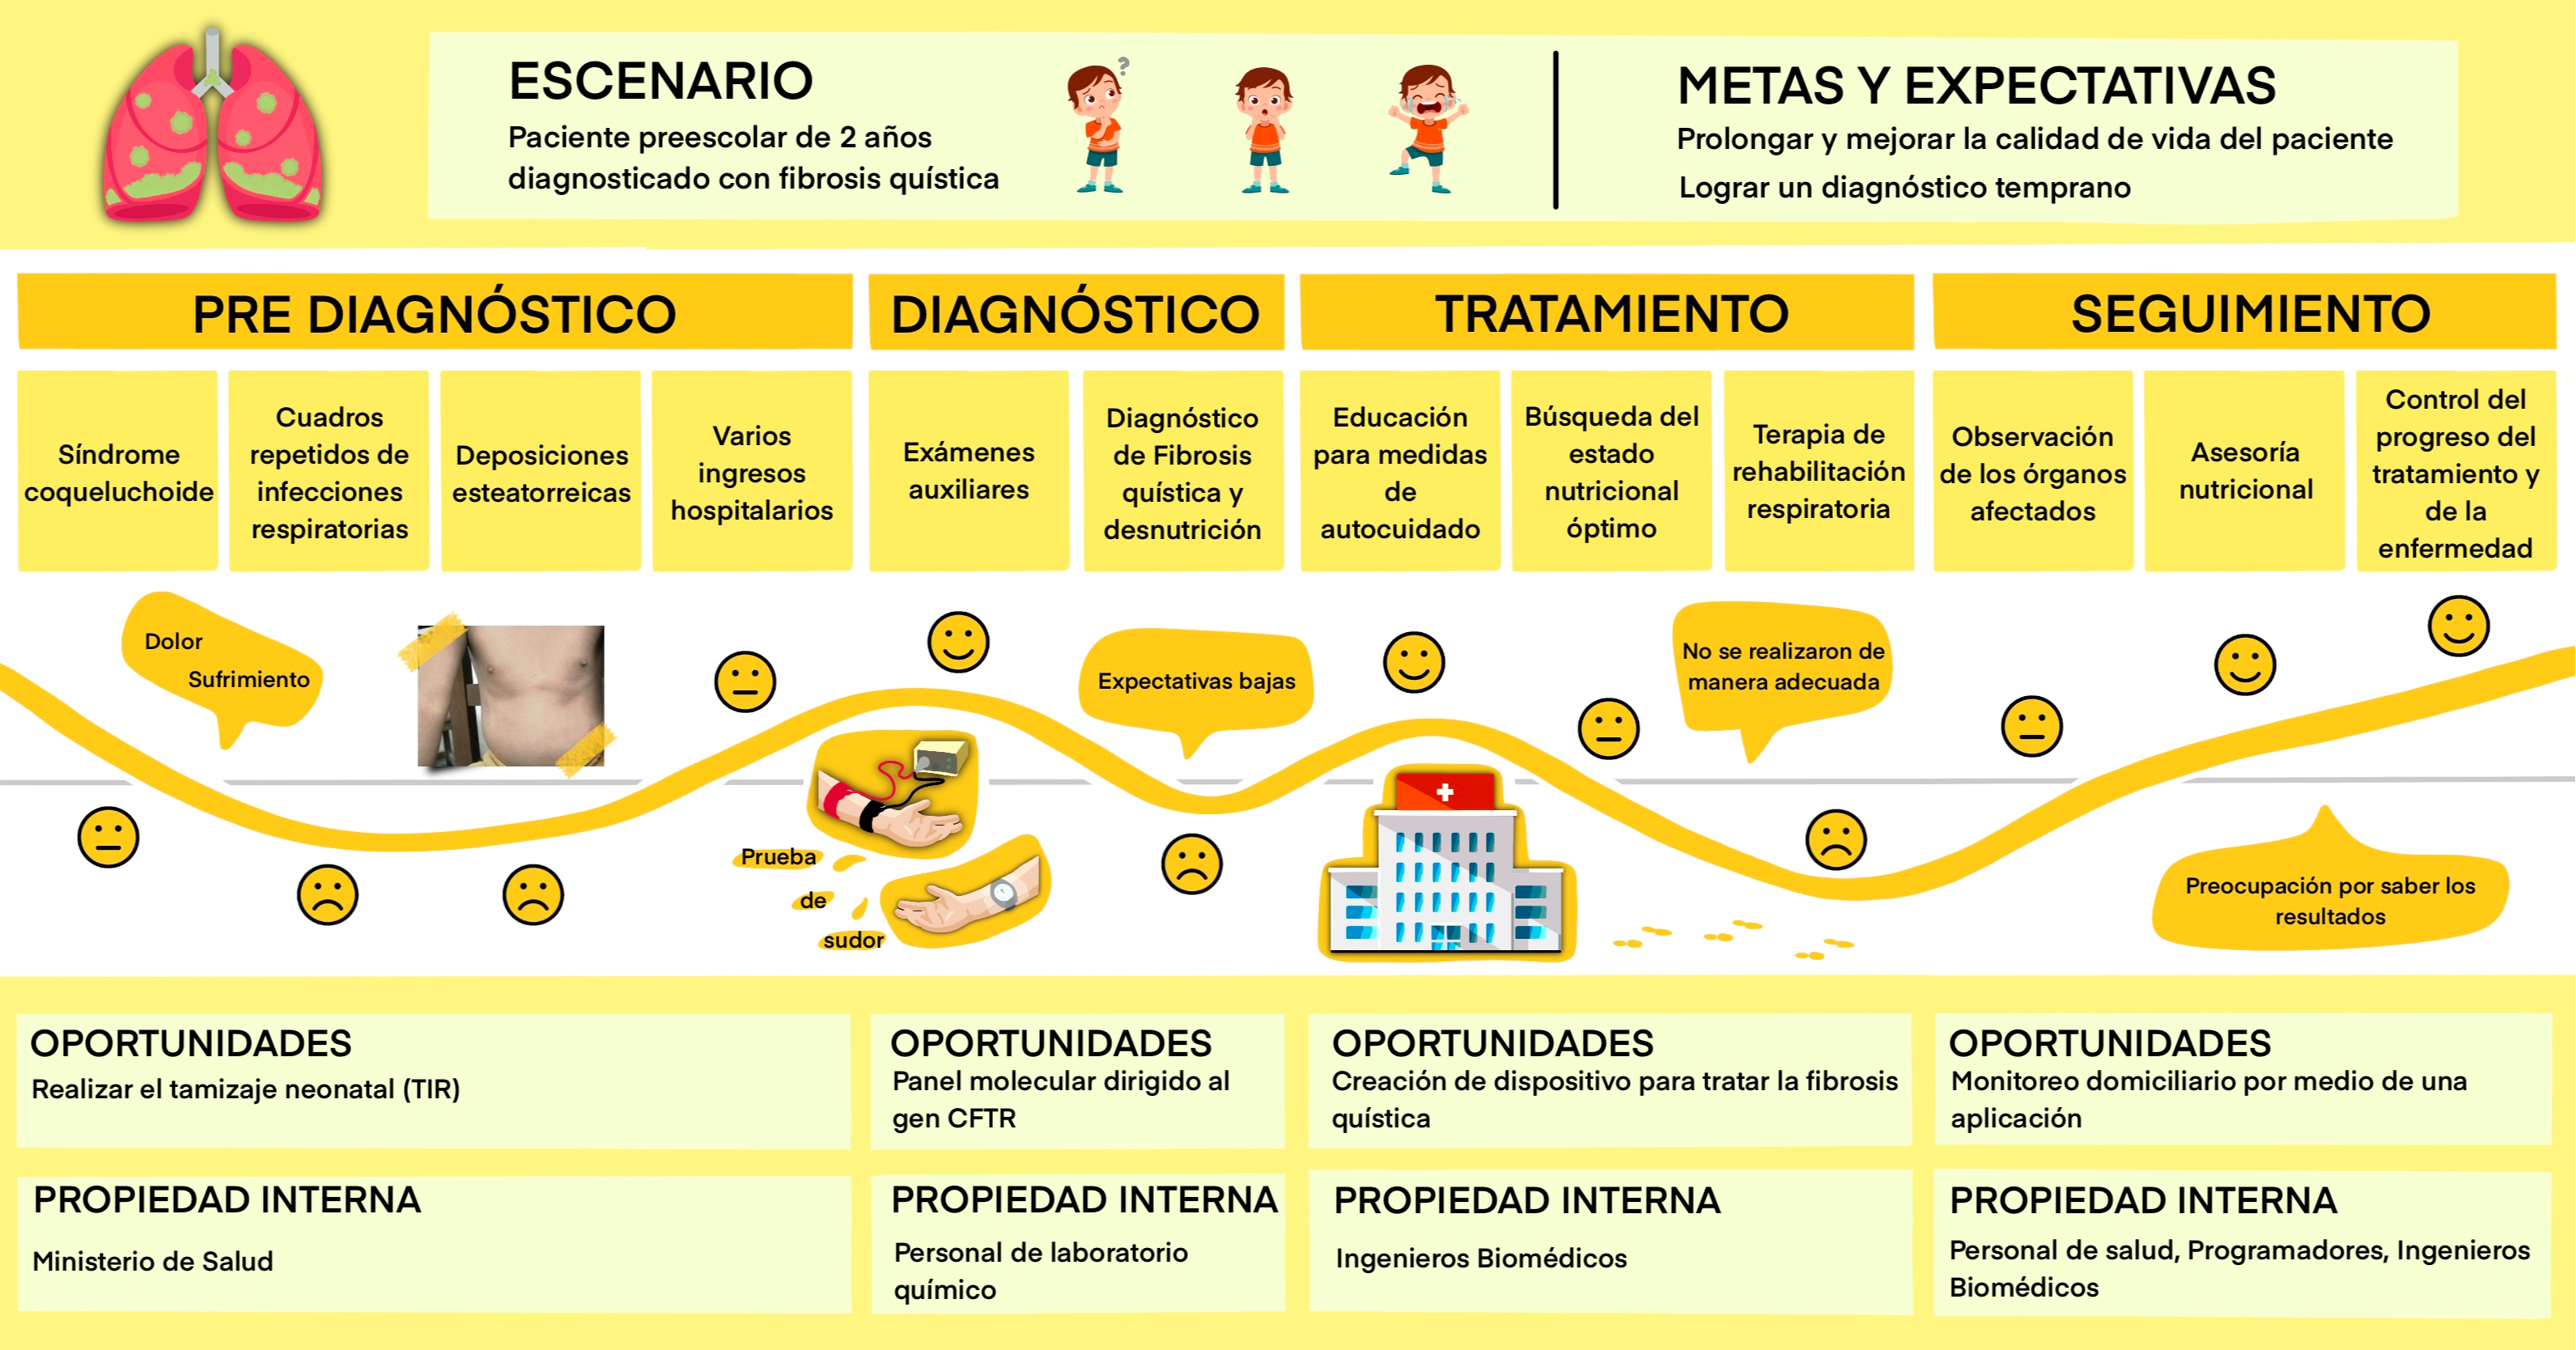 ESCENARIO
Paciente preescolar de 2 años
diagnosticado con fibrosis quística
?
METAS Y EXPECTATIVAS
Prolongar y mejorar la calidad de vida del paciente
Lograr un diagnóstico temprano
PRE DIAGNÓSTICO
DIAGNÓSTICO
TRATAMIENTO
SEGUIMIENTO
Síndrome
coqueluchoide
Cuadros
repetidos de
infecciones
respiratorias
Deposiciones
esteatorreicas
Varios
ingresos
hospitalarios
Exámenes
auxiliares
Diagnóstico
de Fibrosis
quística y
desnutrición
Educación
para medidas
de
autocuidado
Búsqueda del
estado
nutricional
óptimo
Terapia de
rehabilitación
respiratoria
Observación
de los órganos
afectados
Asesoría
nutricional
Control del
progreso del
tratamiento y
de la
enfermedad
Dolor
Sufrimiento
Prueba
de
sudor
Expectativas bajas
No se realizaron de
manera adecuada
Preocupación por saber los
resultados
OPORTUNIDADES
Realizar el tamizaje neonatal (TIR)
OPORTUNIDADES
Panel molecular dirigido al
gen CFTR
OPORTUNIDADES
Creación de dispositivo para tratar la fibrosis
quística
OPORTUNIDADES
Monitoreo domiciliario por medio de una
aplicación
PROPIEDAD INTERNA
Ministerio de Salud
PROPIEDAD INTERNA
Personal de laboratorio
químico
PROPIEDAD INTERNA
Ingenieros Biomédicos
PROPIEDAD INTERNA
Personal de salud, Programadores, Ingenieros
Biomédicos